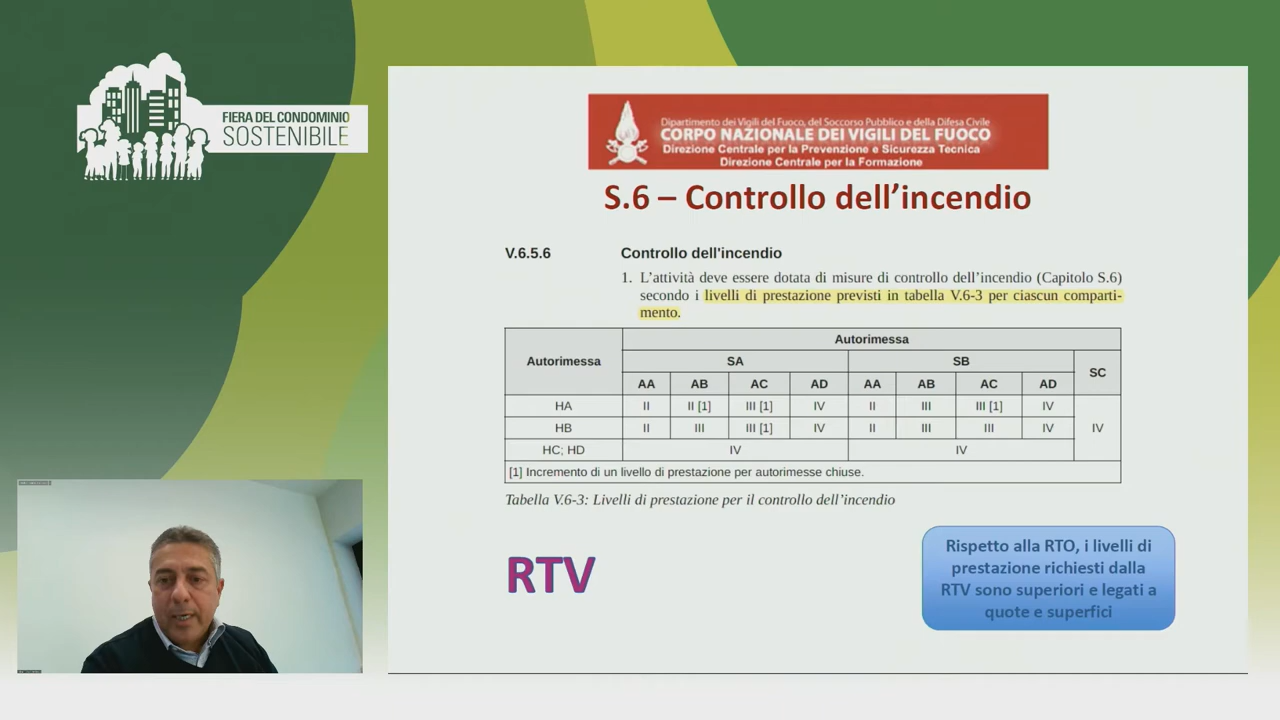 FIERA DEL CONDOMINIO
SOSTENIBILE
Dipartimento dei Vigili del Fuoco, del Soccorso Pubblico e della Difesa Civile
CORPO NAZIONALE DEI VIGILI DEL FUOCO
Direzione Centrale per la Prevenzione e Sicurezza Tecnica
Direzione Centrale per la Formazione
S.6 – Controllo dell’incendio
V.6.5.6 Controllo dell'incendio
1. L’attività deve essere dotata di misure di controllo dell’incendio (Capitolo S.6)
secondo i livelli di prestazione previsti in tabella V.6-3 per ciascun comparti-
mento.
Autorimessa
Autorimessa
SA SB SC
AA AB AC AD AA AB AC AD
HA II II [1] III [1] IV II III III [1] IV
HB II III III [1] IV II III III IV IV
HC; HD IV IV
[1] Incremento di un livello di prestazione per autorimesse chiuse.
Tabella V.6-3: Livelli di prestazione per il controllo dell’incendio
RTV
Rispetto alla RTO, i livelli di
prestazione richiesti dalla
RTV sono superiori e legati a
quote e superfici